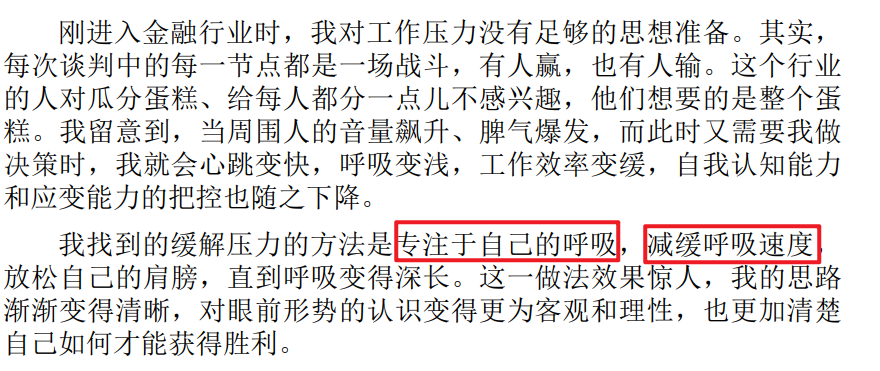 刚进入金融行业时，我对工作压力没有足够的思想准备。其实，
每次谈判中的每一节点都是一场战斗，有人赢，也有人输。这个行业
的人对瓜分蛋糕、给每人都分一点儿不感兴趣，他们想要的是整个蛋
糕。我留意到，当周围人的音量飙升、脾气爆发，而此时又需要我做
决策时，我就会心跳变快，呼吸变浅，工作效率变缓，自我认知能力
和应变能力的把控也随之下降。
我找到的缓解压力的方法是专注于自己的呼吸，减缓呼吸速度，
放松自己的肩膀，直到呼吸变得深长。这一做法效果惊人，我的思路
渐渐变得清晰，对眼前形势的认识变得更为客观和理性，也更加清楚
自己如何才能获得胜利。